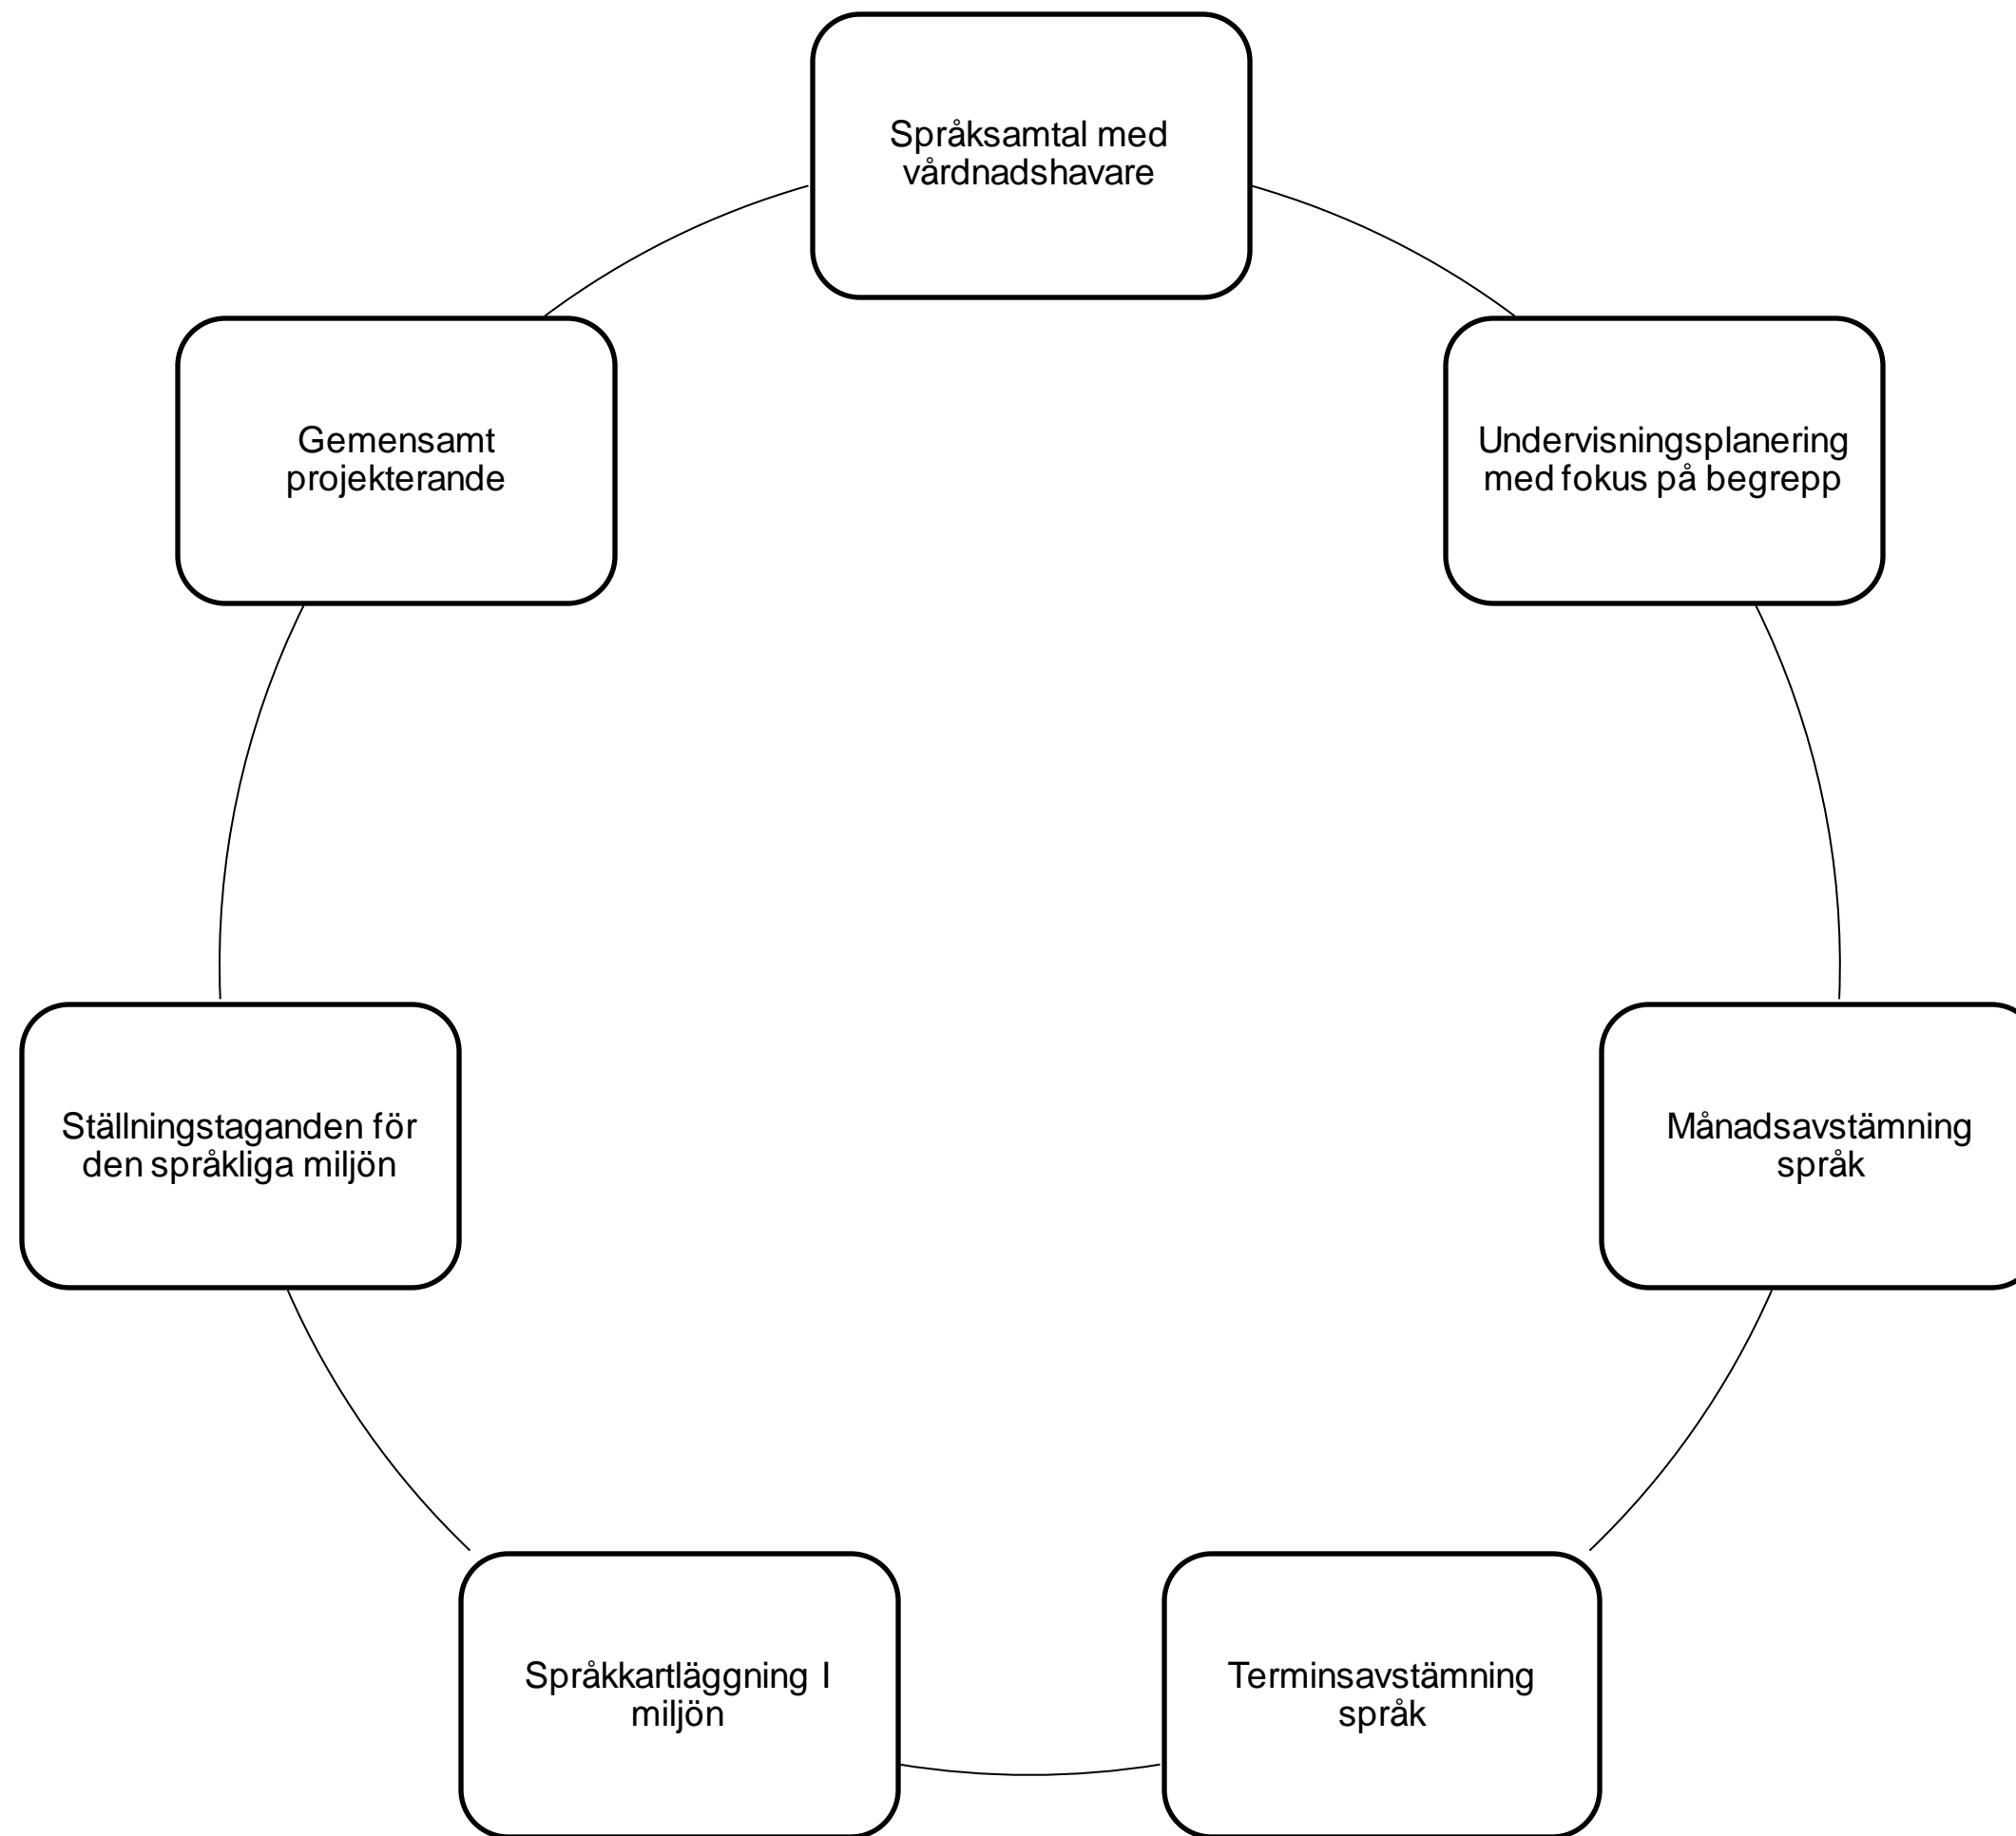 Språksamtal med
vårdnadshavare
Undervisningsplanering
med fokus på begrepp
Månadsavstämning
språk
Terminsavstämning
språk
Språkkartläggning I
miljön
Ställningstaganden för
den språkliga miljön
Gemensamt
projekterande